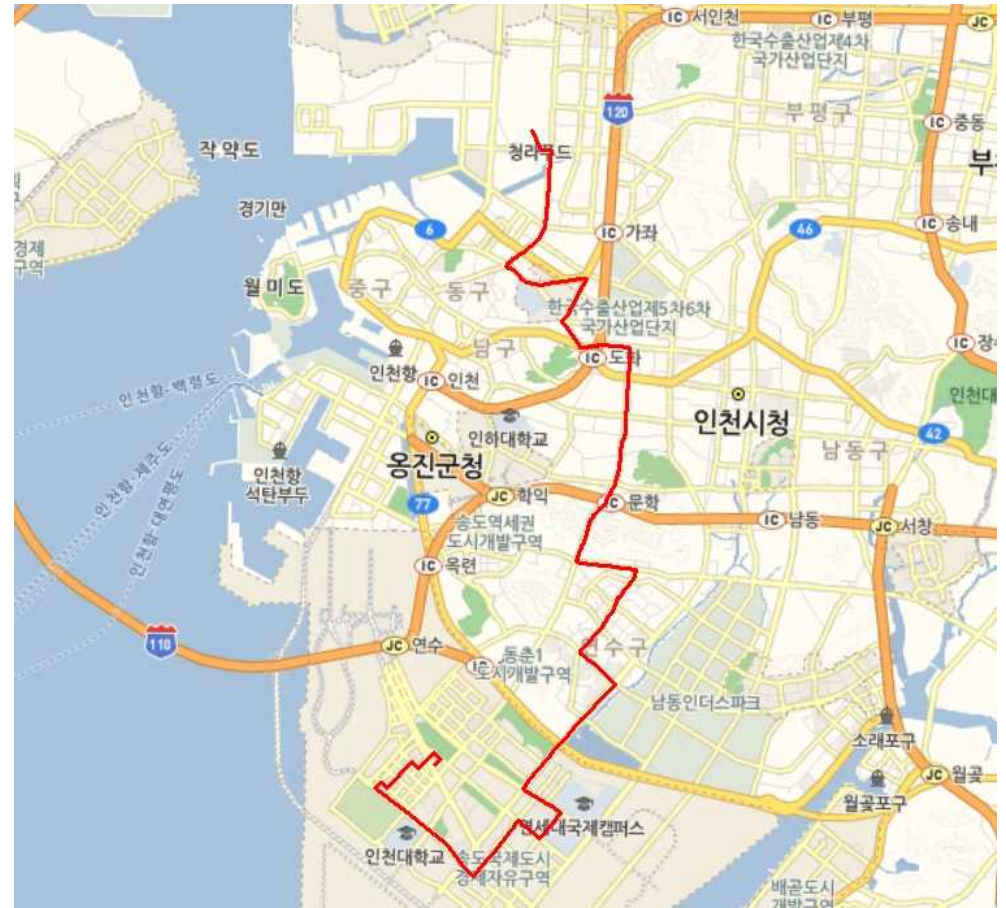 IC 서인천
IC 부평
JC
한국수출산업제4차
국가산업단지
120
부평구
IC 중동
작약도
청라푸드
경기만
6
IC 가좌
46
IC 송내
경제
구역
월미도
중구
동구
한국수출산업제5차6차
국가산업단지
남구
IC 도화
IC 장수
인천항
IC 인천
인천항-백령도
인하대학교
인천시청
인천대
42
남동구
옹진군청
인천항
석탄부두
인천항-제주도
인천항-대연평도
77
JC 학익
IC 문학
IC 남동
JC 서창
송도역세권
도시개발구역
IC 옥련
110
JC 연수
IC
동춘1
도시개발구역
연수구
남동인더스파크
소래포구
JC 월곶
월곶포구
연세대국제캠퍼스
인천대학교
송도국제도시
경제자유구역
배곧도시
개발구역